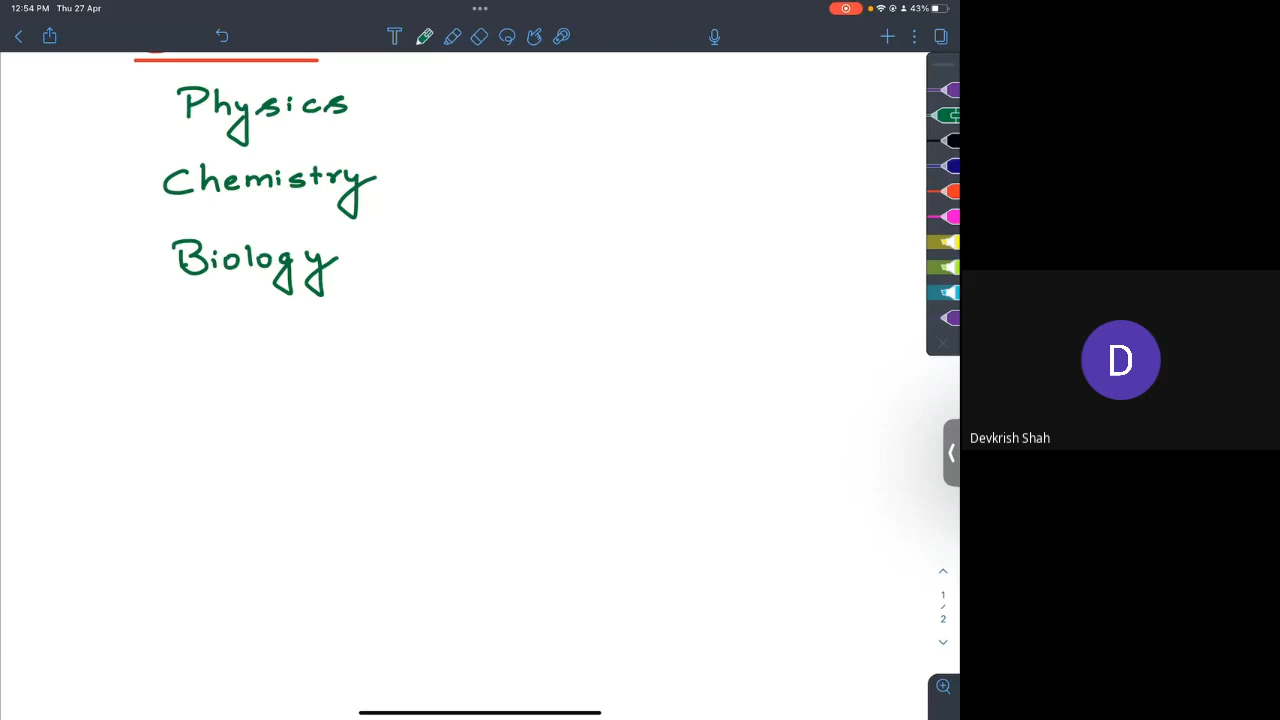 12:54 PM Thu 27 Apr
43%
Physics
Chemistry
Biology
1
/
2
D
Devkrish Shah